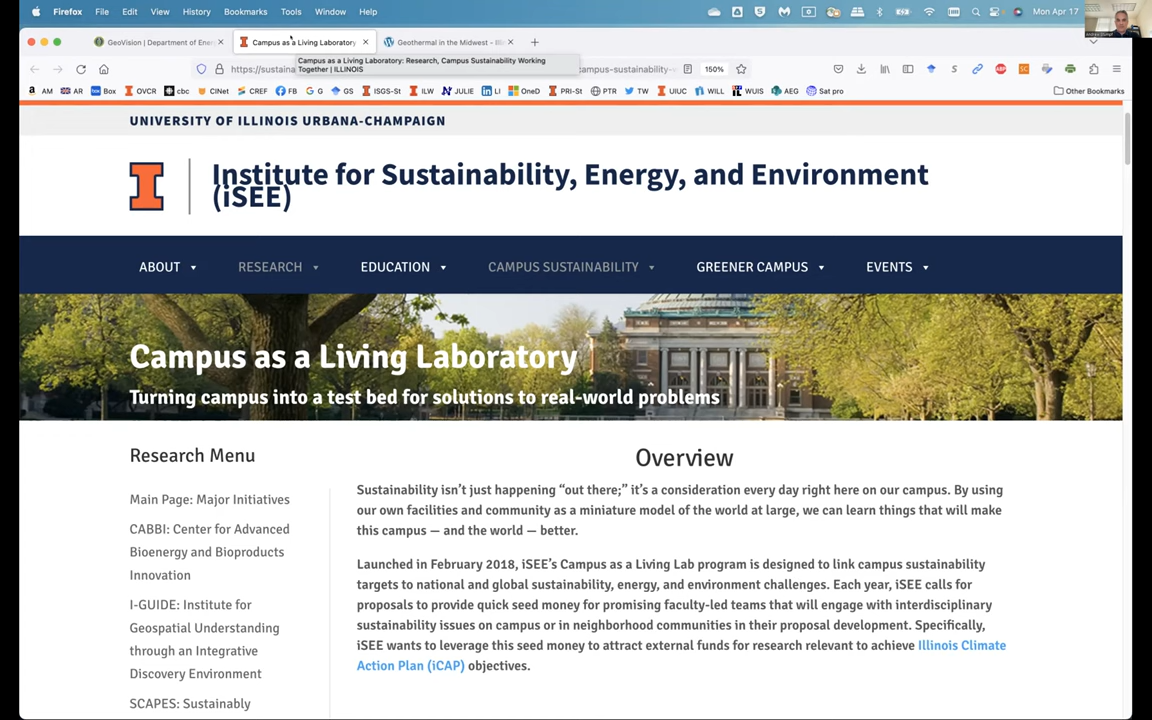 Firefox File Edit View History Bookmarks Tools Window Help Mon Apr 17
GeoVision | Department of Ener
Campus as a Living Laboratory
Geothermal in the Midwest – Illi
Campus as a Living Laboratory: Research, Campus Sustainability Working
Together | ILLINOIS
https://sustaina
campus-sustainability-
150%
AM AR Box OVCR cbc CINet CREF FB G GS ISGS-St ILW JULIE LI OneD PRI-St PTR TW UIUC WILL WUIS AEG Sat pro Other Bookmarks
UNIVERSITY OF ILLINOIS URBANA-CHAMPAIGN
Institute for Sustainability, Energy, and Environment
(iSEE)
ABOUT RESEARCH EDUCATION CAMPUS SUSTAINABILITY GREENER CAMPUS EVENTS
Campus as a Living Laboratory
Turning campus into a test bed for solutions to real-world problems
Research Menu
Main Page: Major Initiatives
CABBI: Center for Advanced
Bioenergy and Bioproducts
Innovation
I-GUIDE: Institute for
Geospatial Understanding
through an Integrative
Discovery Environment
SCAPES: Sustainably
Overview
Sustainability isn't just happening “out there;” it's a consideration every day right here on our campus. By using
our own facilities and community as a miniature model of the world at large, we can learn things that will make
this campus — and the world — better.
Launched in February 2018, iSEE's Campus as a Living Lab program is designed to link campus sustainability
targets to national and global sustainability, energy, and environment challenges. Each year, iSEE calls for
proposals to provide quick seed money for promising faculty-led teams that will engage with interdisciplinary
sustainability issues on campus or in neighborhood communities in their proposal development. Specifically,
iSEE wants to leverage this seed money to attract external funds for research relevant to achieve Illinois Climate
Action Plan (iCAP) objectives.